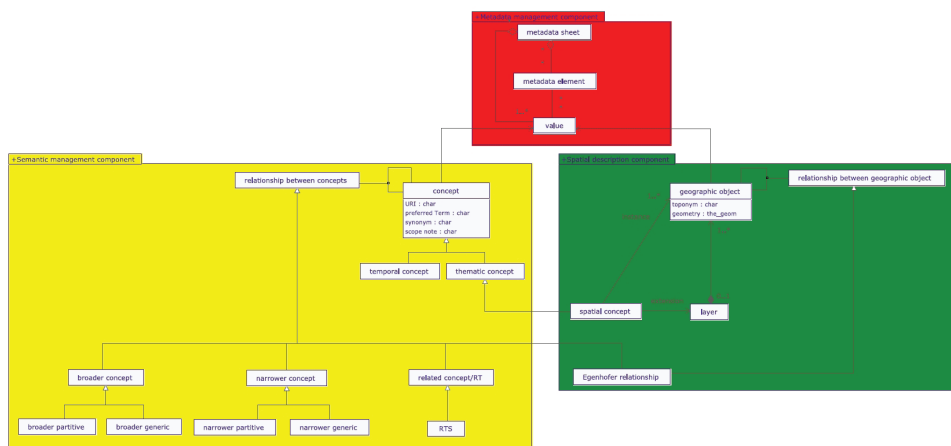 +Metadata management component
metadata sheet
metadata element
value
+Semantic management component
relationship between concepts
concept
URI : char
preferred Term : char
synonym : char
scope note : char
temporal concept
thematic concept
broader concept
narrower concept
related concept/RT
broader partitive
broader generic
narrower partitive
narrower generic
RTS
+Spatial description component
relationship between geographic object
geographic object
toponym : char
geometry : the_geom
spatial concept
layer
Egenhofer relationship